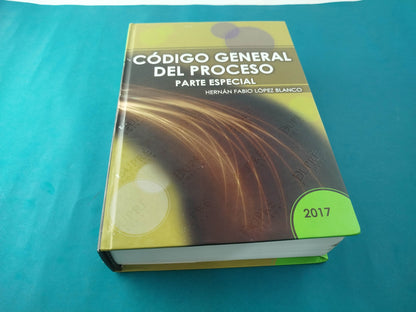 CÓDIGO GENERAL
DEL PROCESO
PARTE ESPECIAL
HERNÁN FABIO LÓPEZ BLANCO
2017